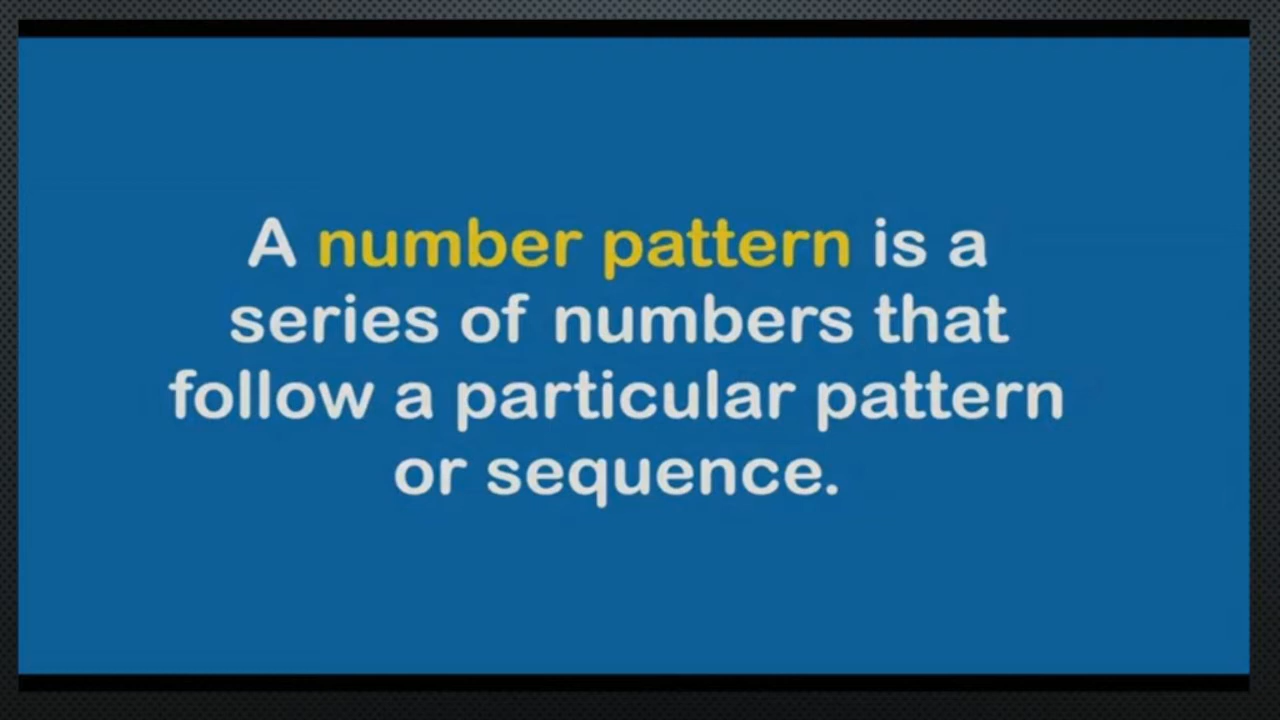 A number pattern is a
series of numbers that
follow a particular pattern
or sequence.